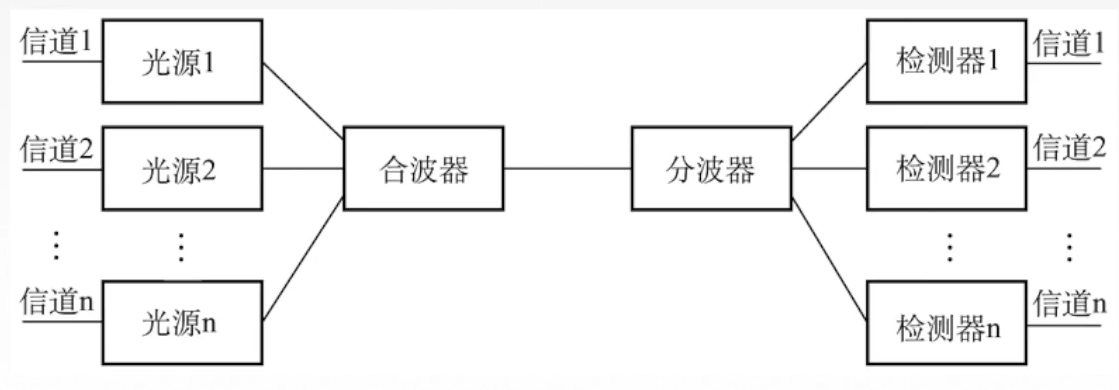 信道1
光源1
检测器1
信道1
信道2
光源2
合波器
分波器
检测器2
信道2
⋮
⋮
⋮
⋮
信道n
光源n
检测器n
信道n